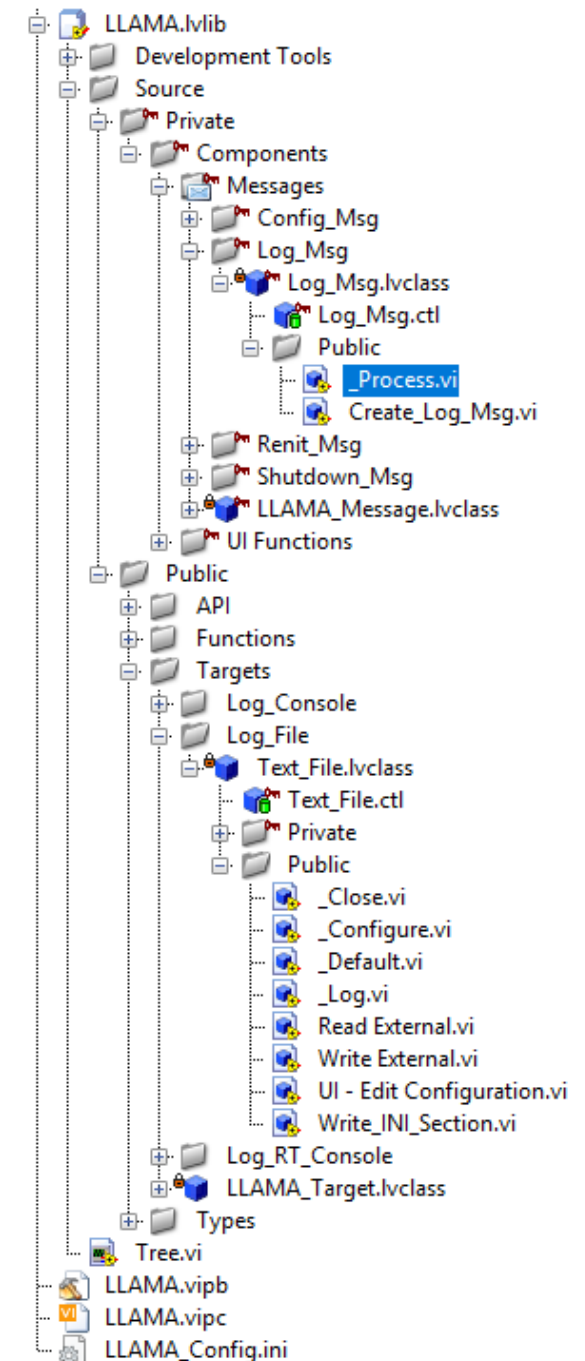 LLAMA.lvlib
Development Tools
Source
Private
Components
Messages
Config_Msg
Log_Msg
Log_Msg.lvclass
Log_Msg.ctl
Public
_Process.vi
Create_Log_Msg.vi
Renit_Msg
Shutdown_Msg
LLAMA_Message.lvclass
UI Functions
Public
API
Functions
Targets
Log_Console
Log_File
Text_File.lvclass
Text_File.ctl
Private
Public
_Close.vi
_Configure.vi
_Default.vi
_Log.vi
Read External.vi
Write External.vi
UI - Edit Configuration.vi
Write_INI_Section.vi
Log_RT_Console
LLAMA_Target.lvclass
Types
Tree.vi
LLAMA.vipb
VI LLAMA.vipc
LLAMA_Config.ini